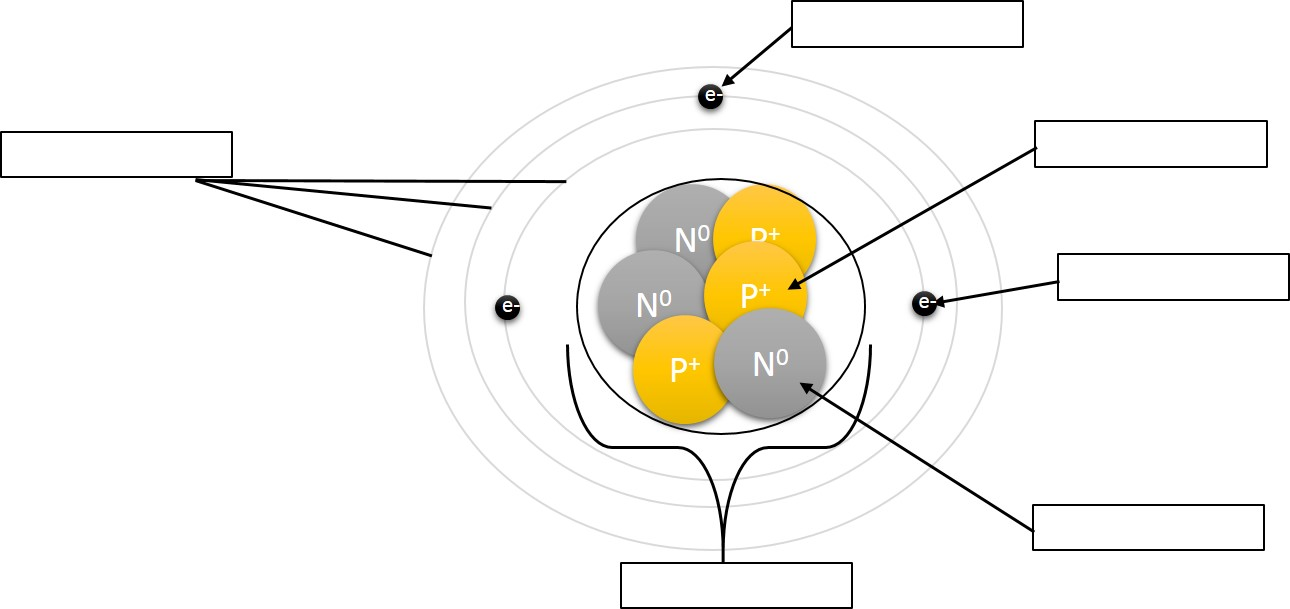 e-
N⁰ P⁺
N⁰ P⁺
e- e-
P⁺ N⁰